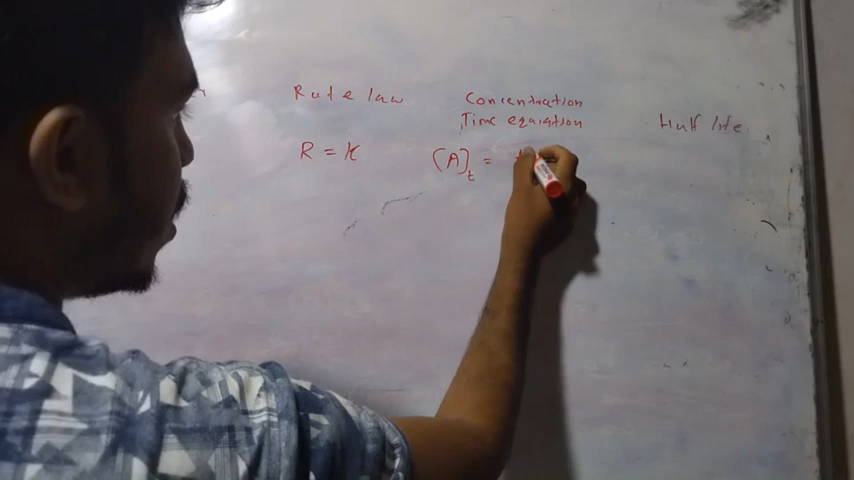 Rate law
Concentration
Time equation
Half life
R = K
[A]t =